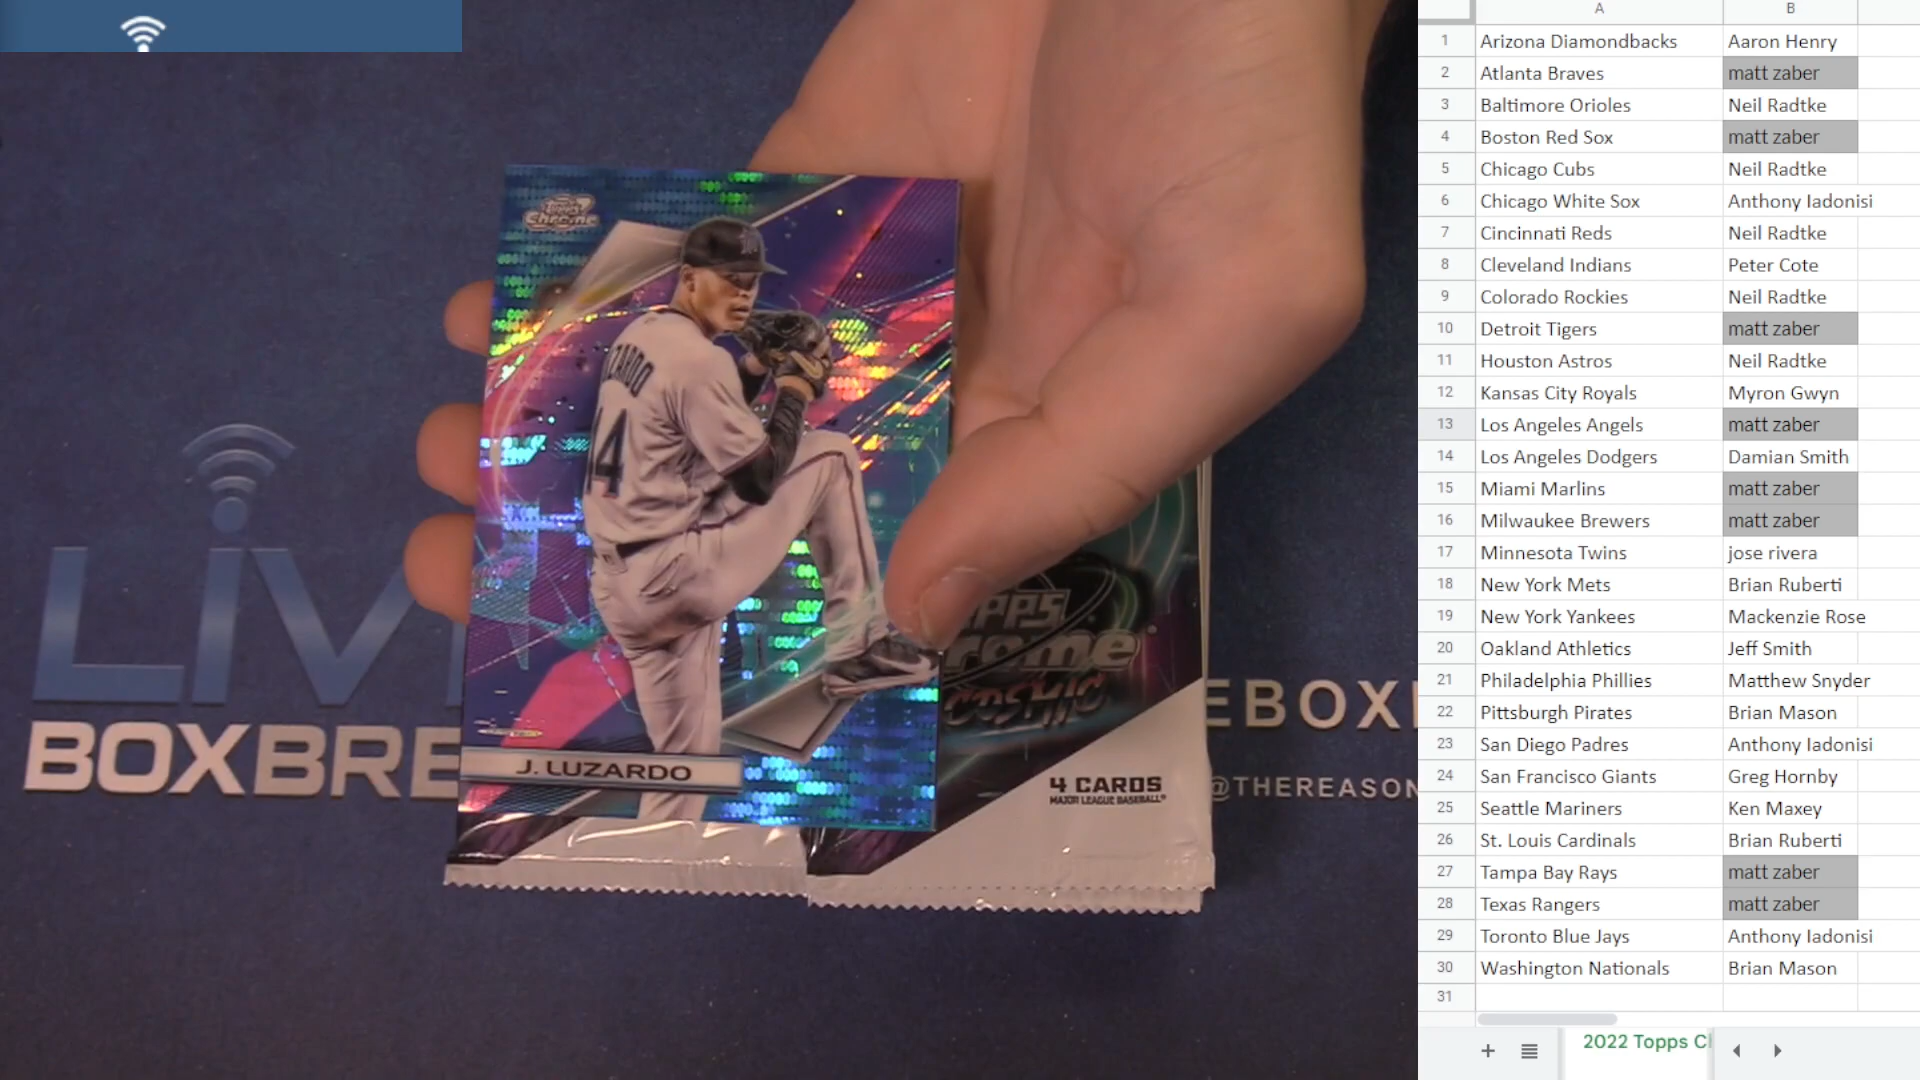 A B
1 Arizona Diamondbacks Aaron Henry
2 Atlanta Braves matt zaber
3 Baltimore Orioles Neil Radtke
4 Boston Red Sox matt zaber
5 Chicago Cubs Neil Radtke
6 Chicago White Sox Anthony Iadonisi
7 Cincinnati Reds Neil Radtke
8 Cleveland Indians Peter Cote
9 Colorado Rockies Neil Radtke
10 Detroit Tigers matt zaber
11 Houston Astros Neil Radtke
12 Kansas City Royals Myron Gwyn
13 Los Angeles Angels matt zaber
14 Los Angeles Dodgers Damian Smith
15 Miami Marlins matt zaber
16 Milwaukee Brewers matt zaber
17 Minnesota Twins jose rivera
18 New York Mets Brian Ruberti
19 New York Yankees Mackenzie Rose
20 Oakland Athletics Jeff Smith
21 Philadelphia Phillies Matthew Snyder
22 Pittsburgh Pirates Brian Mason
23 San Diego Padres Anthony Iadonisi
24 San Francisco Giants Greg Hornby
25 Seattle Mariners Ken Maxey
26 St. Louis Cardinals Brian Ruberti
27 Tampa Bay Rays matt zaber
28 Texas Rangers matt zaber
29 Toronto Blue Jays Anthony Iadonisi
30 Washington Nationals Brian Mason
31
2022 Topps C
Topps
Chrome
44
J. LUZARDO
OPPS
rome
COSMIC
4 CARDS
MAJOR LEAGUE BASEBALL®
LIV
BOXBRE
EBOX
@THEREASON